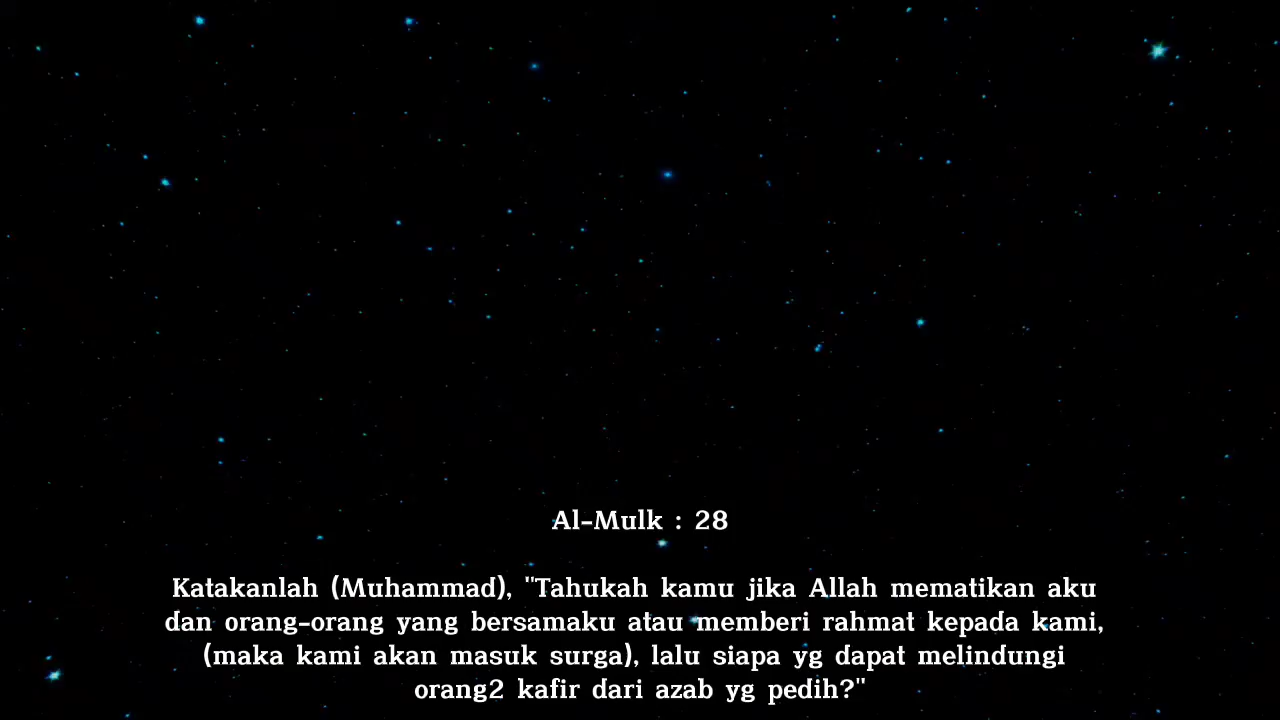 Al-Mulk : 28
Katakanlah (Muhammad), "Tahukah kamu jika Allah mematikan aku
dan orang-orang yang bersamaku atau memberi rahmat kepada kami,
(maka kami akan masuk surga), lalu siapa yg dapat melindungi
orang2 kafir dari azab yg pedih?"